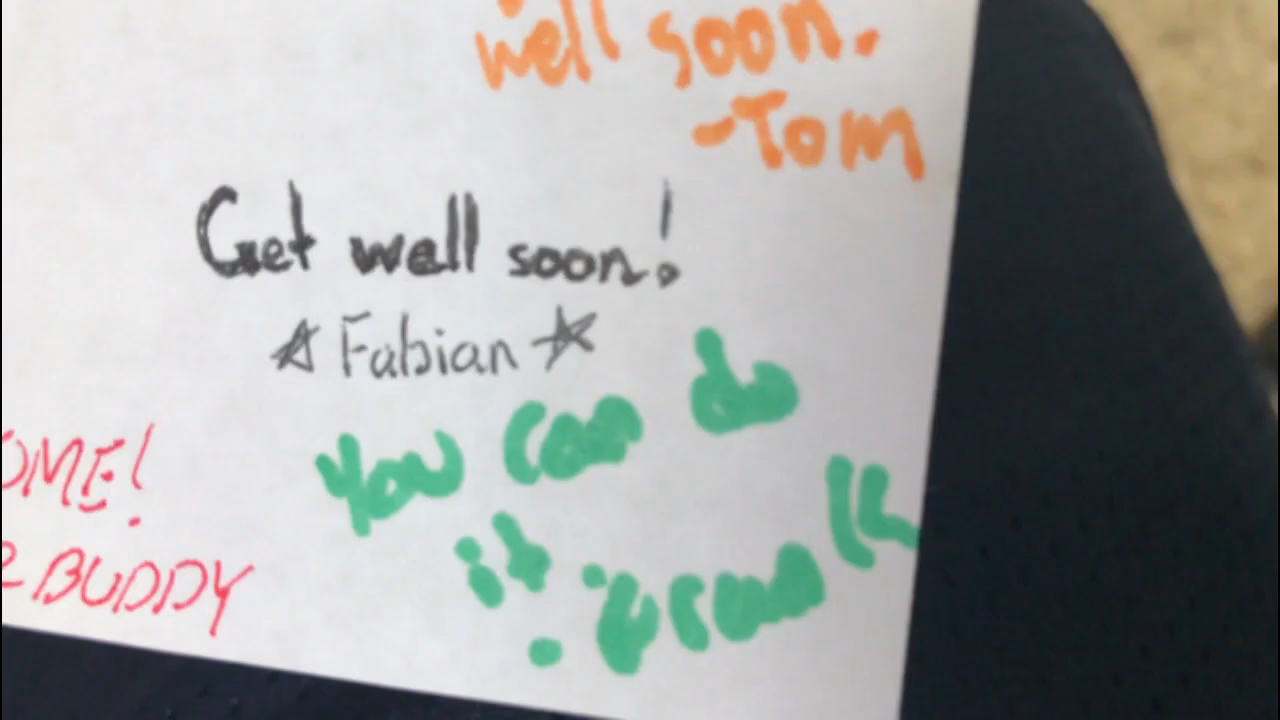 well soon.
-Tom
Get well soon!
Fabian
You can do
it.
OME!
BUDDY